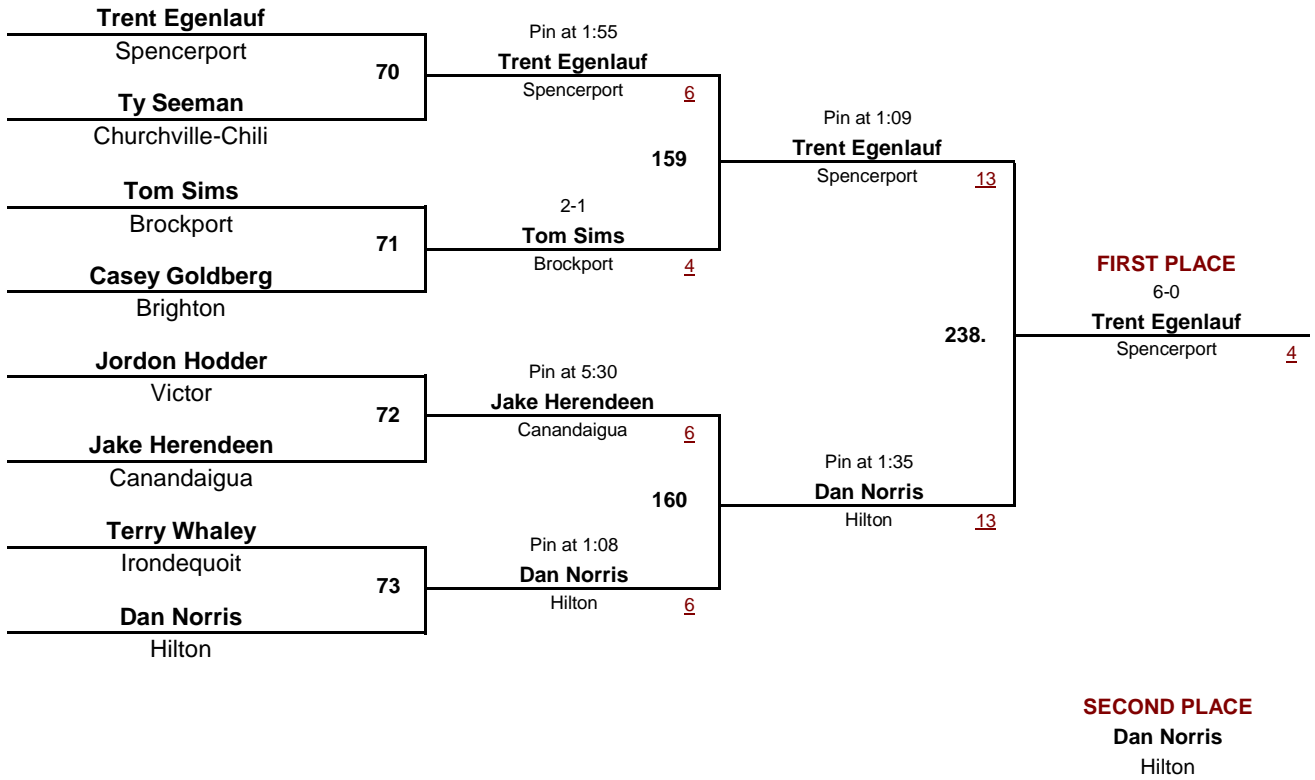 Trent Egenlauf
Spencerport
70
Ty Seeman
Churchville-Chili
Tom Sims
Brockport
71
Casey Goldberg
Brighton
Jordon Hodder
Victor
72
Jake Herendeen
Canandaigua
Terry Whaley
Irondequoit
73
Dan Norris
Hilton
Pin at 1:55
Trent Egenlauf
Spencerport 6
159
2-1
Tom Sims
Brockport 4
Pin at 5:30
Jake Herendeen
Canandaigua 6
160
Pin at 1:08
Dan Norris
Hilton 6
Pin at 1:09
Trent Egenlauf
Spencerport 13
238.
Pin at 1:35
Dan Norris
Hilton 13
FIRST PLACE
6-0
Trent Egenlauf
Spencerport 4
SECOND PLACE
Dan Norris
Hilton